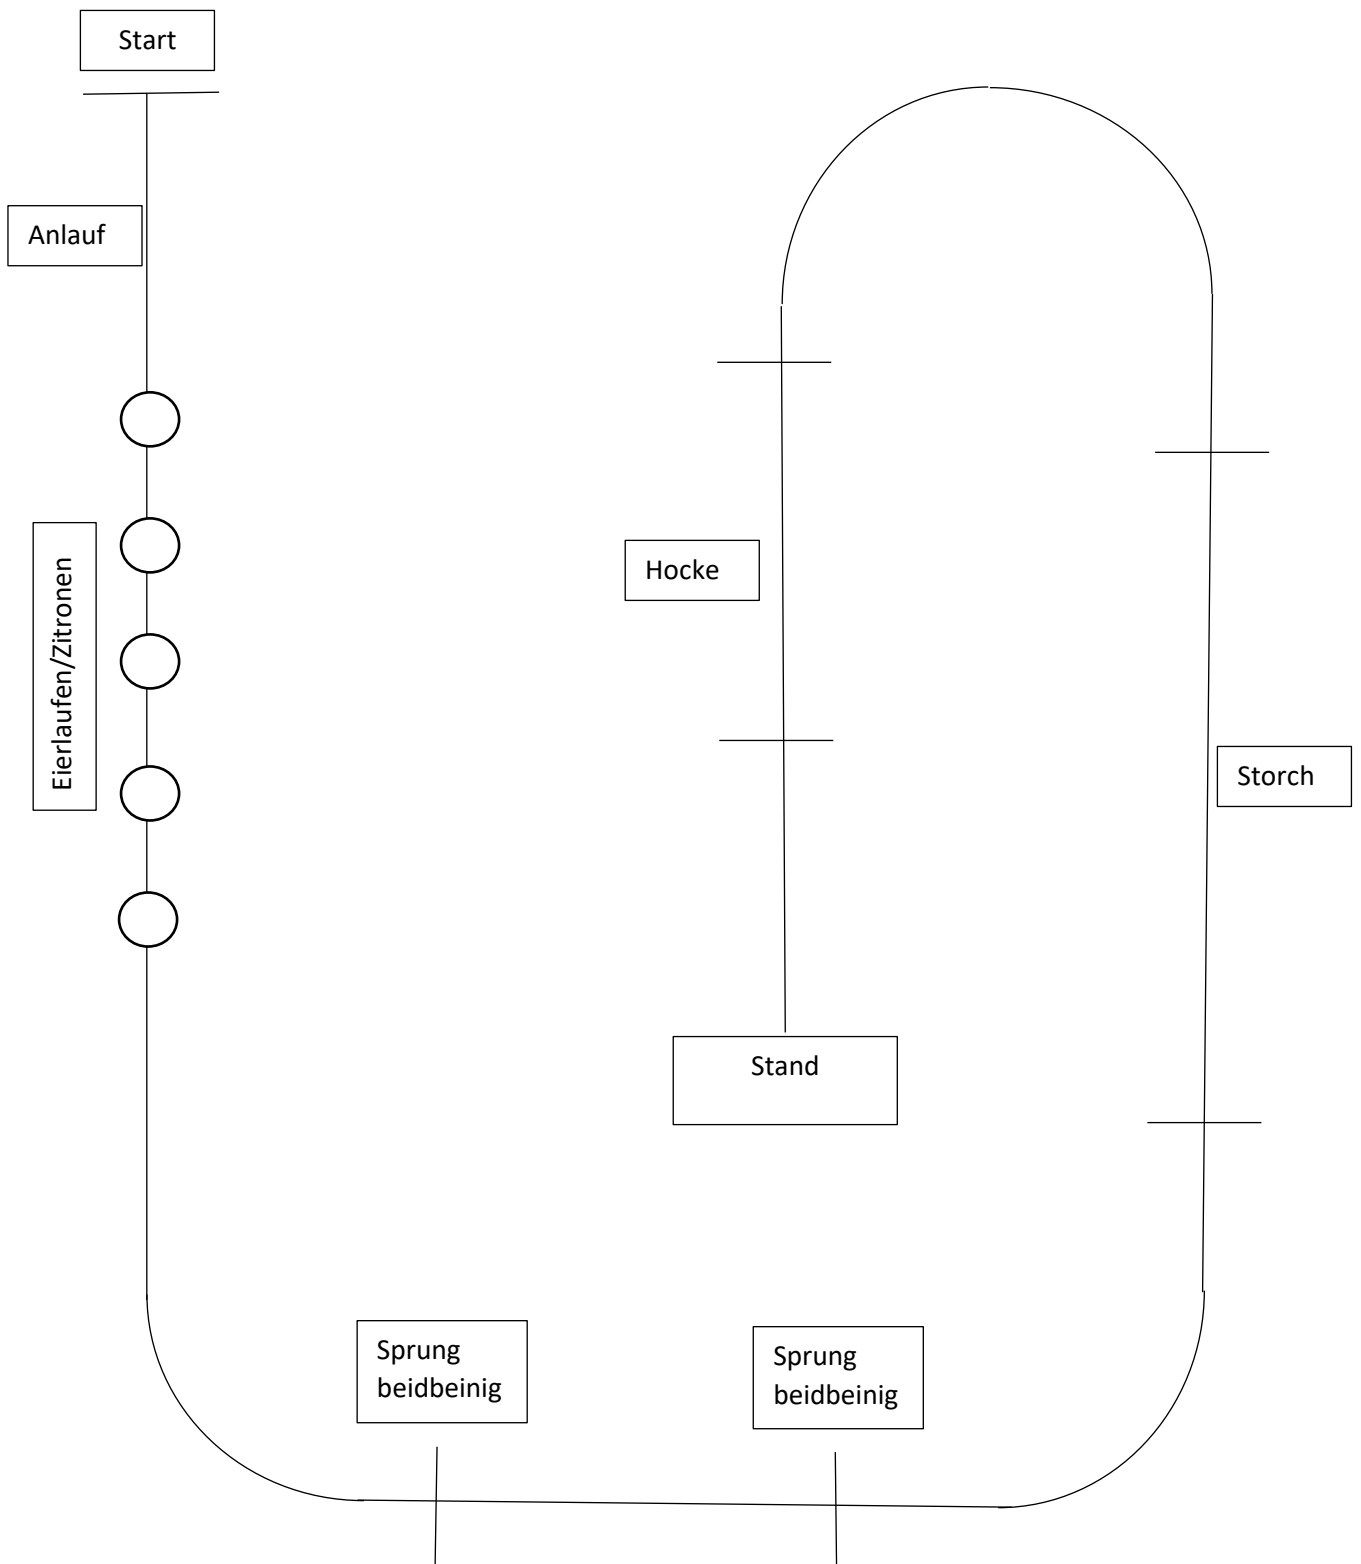 Start
Anlauf
Eierlaufen/Zitronen
Sprung
beidbeinig
Sprung
beidbeinig
Storch
Hocke
Stand